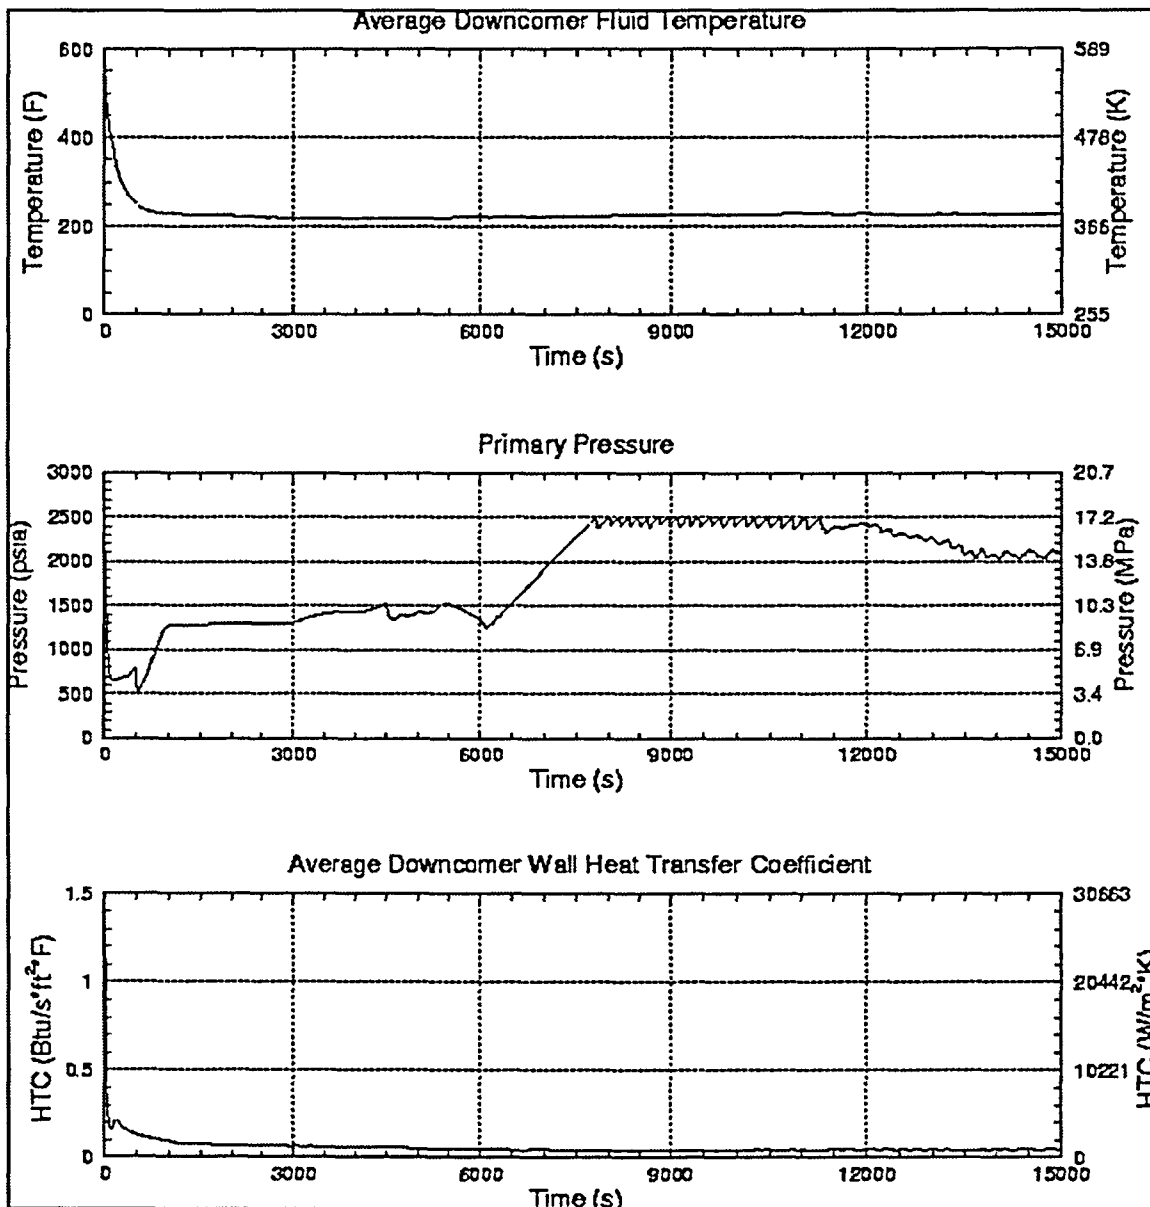 Average Downcomer Fluid Temperature
600
400
200
0
Temperature (F)
589
478
366
255
Temperature (K)
0 3000 6000 9000 12000 15000
Time (s)
Primary Pressure
3000
2500
2000
1500
1000
500
0
Pressure (psia)
20.7
17.2
13.8
10.3
6.9
3.4
0.0
Pressure (MPa)
0 3000 6000 9000 12000 15000
Time (s)
Average Downcomer Wall Heat Transfer Coefficient
1.5
1
0.5
0
HTC (Btu/s*ft²*F)
30663
20442
10221
0
HTC (W/m²*K)
0 3000 6000 9000 12000 15000
Time (s)